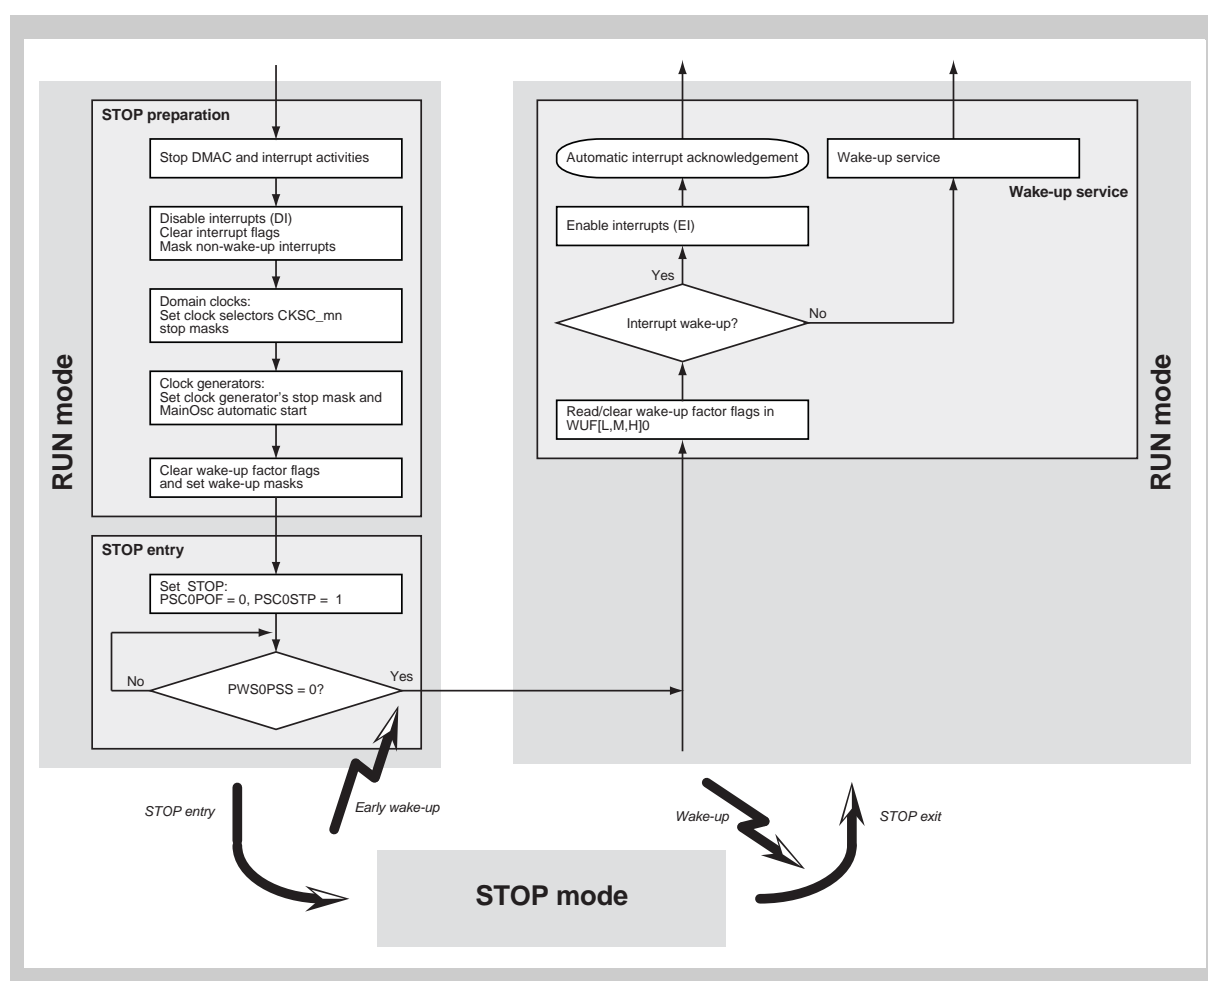 STOP preparation
Stop DMAC and interrupt activities
Disable interrupts (DI)
Clear interrupt flags
Mask non-wake-up interrupts
Domain clocks:
Set clock selectors CKSC_mn
stop masks
Clock generators:
Set clock generator's stop mask and
MainOsc automatic start
Clear wake-up factor flags
and set wake-up masks
RUN mode
STOP entry
Set STOP:
PSC0POF = 0, PSC0STP = 1
PWS0PSS = 0?
No
Yes
Automatic interrupt acknowledgement
Wake-up service
Wake-up service
Enable interrupts (EI)
Yes
Interrupt wake-up?
No
Read/clear wake-up factor flags in
WUF[L,M,H]0
RUN mode
STOP entry
Early wake-up
Wake-up
STOP exit
STOP mode